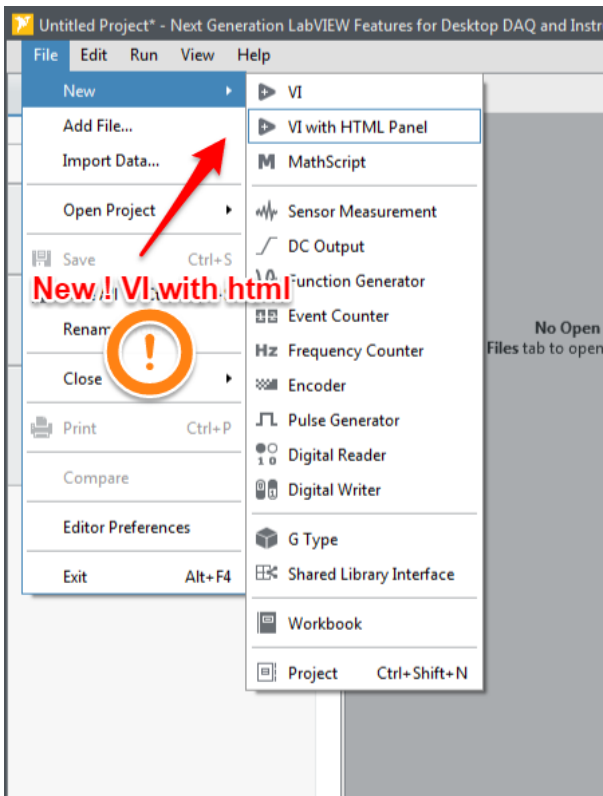 Untitled Project* - Next Generation LabVIEW Features for Desktop DAQ and Instr
File Edit Run View Help
New
Add File...
Import Data...
Open Project
Save Ctrl+S
New ! VI with html
Renam
Close
Print Ctrl+P
Compare
Editor Preferences
Exit Alt+F4
VI
VI with HTML Panel
M MathScript
Sensor Measurement
DC Output
Function Generator
Event Counter
Hz Frequency Counter
Encoder
Pulse Generator
1 0 Digital Reader
Digital Writer
G Type
Shared Library Interface
Workbook
Project Ctrl+Shift+N
!
No Open
Files tab to open